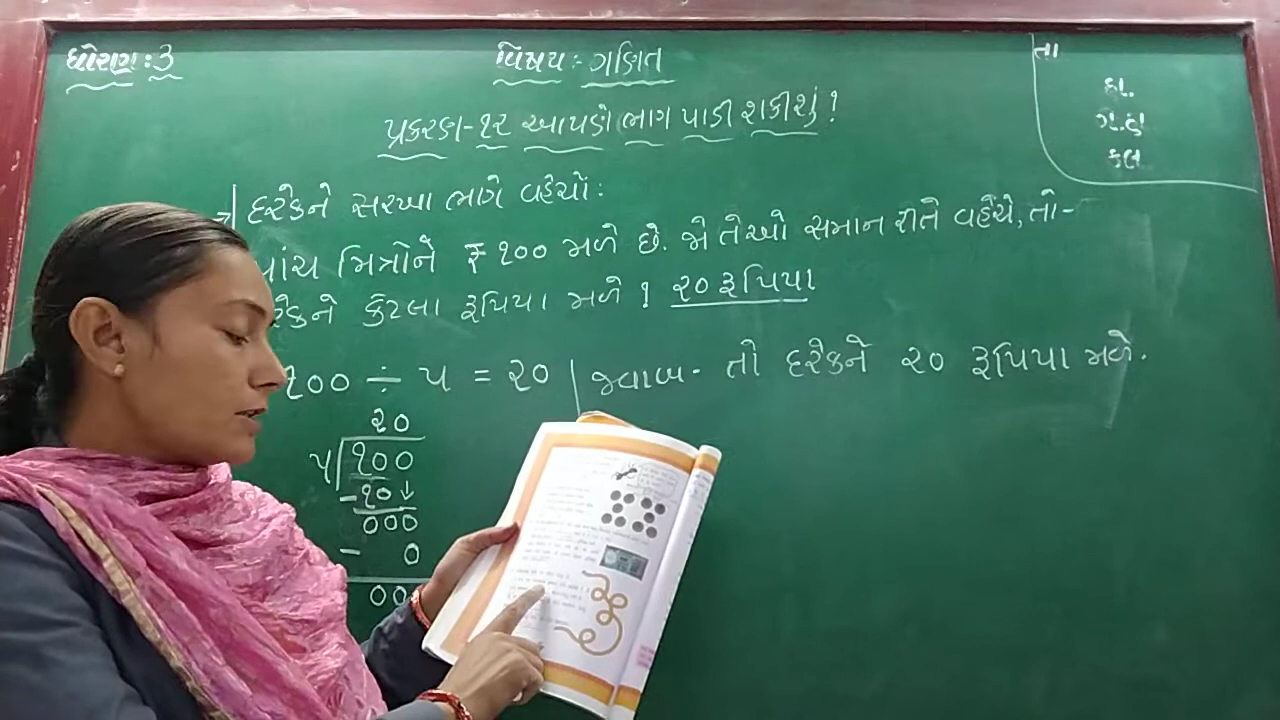 ધોરણ : 3
વિષય :- ગણિત
તા
કા.
ગ.હા
કલ
પ્રકરણ-૧૨ આપણે ભાગ પાડી શકીશું ?
દરેકને સરખા ભાગે વહેંચો :
પાંચ મિત્રોને ₹ ૧૦૦ મળે છે. જો તેઓ સમાન રીતે વહેંચે, તો-
દરેકને કેટલા રૂપિયા મળે ? ૨૦ રૂપિયા
૧૦૦ ÷ ૫ = ૨૦ | જવાબ - તો દરેકને ૨૦ રૂપિયા મળે.
૨૦
૫ ૧૦૦
- ૧૦ ↓
૦૦૦
- ૦
૦૦